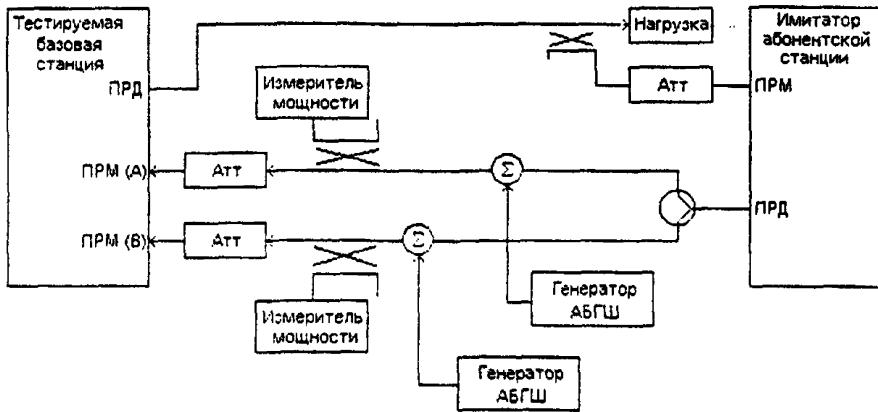 Тестируемая
базовая
станция
ПРД
ПРМ (А)
ПРМ (В)
Измеритель
мощности
Атт
Атт
Измеритель
мощности
Σ
Σ
Нагрузка
Атт
Генератор
АБГШ
Генератор
АБГШ
Имитатор
абонентской
станции
ПРМ
ПРД